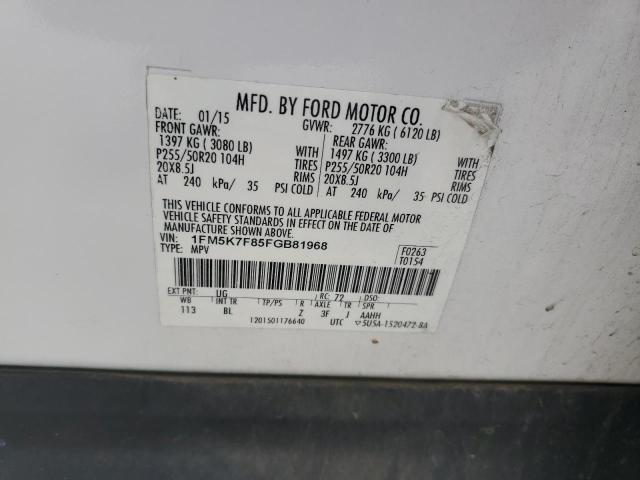 MFD. BY FORD MOTOR CO.
DATE: 01/15 GVWR: 2776 KG ( 6120 LB)
FRONT GAWR: REAR GAWR:
1397 KG ( 3080 LB) WITH 1497 KG ( 3300 LB) WITH
P255/50R20 104H TIRES P255/50R20 104H TIRES
20X8.5J RIMS 20X8.5J RIMS
AT 240 kPa/ 35 PSI COLD AT 240 kPa/ 35 PSI COLD
THIS VEHICLE CONFORMS TO ALL APPLICABLE FEDERAL MOTOR
VEHICLE SAFETY STANDARDS IN EFFECT ON THE DATE OF
MANUFACTURE SHOWN ABOVE.
VIN: 1FM5K7F85FGB81968 F0263
TYPE: MPV T0154
EXT PNT: UG RC: 72 DSO:
WB INT TR TP/PS R AXLE TR SPR
113 BL Z 3F J AAHH
1201501176640 UTC ▽5U5A-1520472-BA